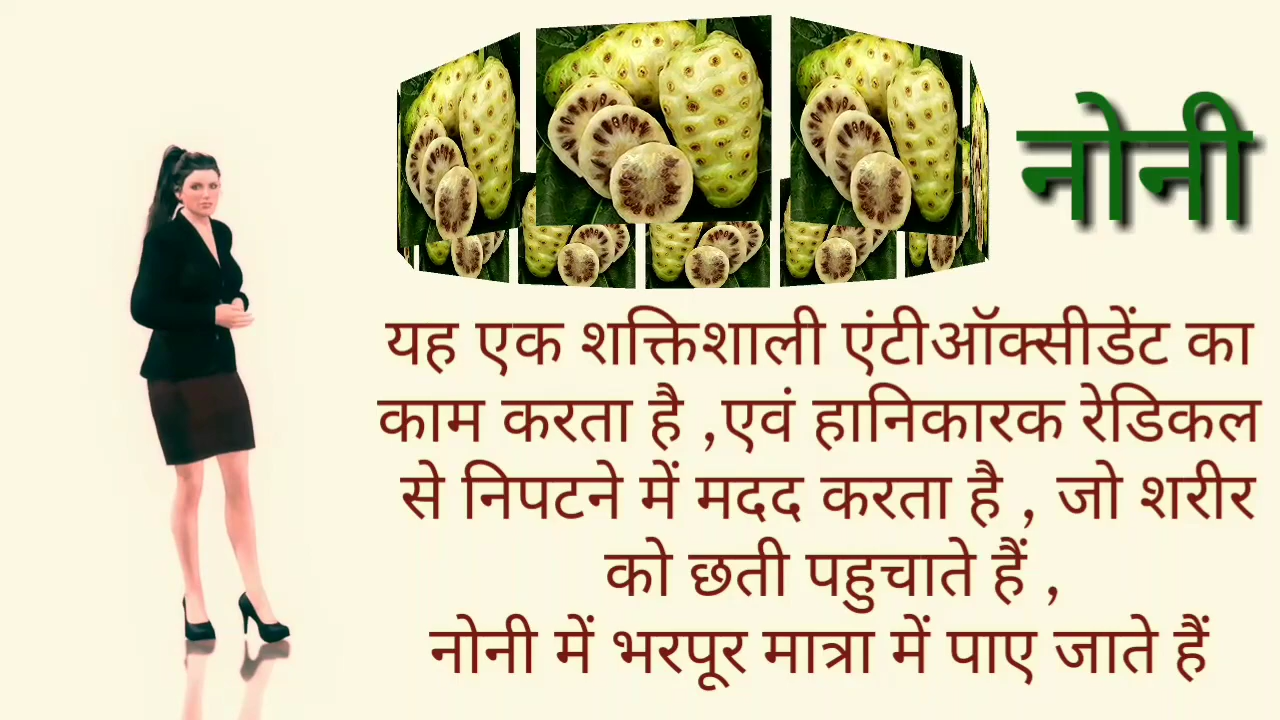 नोनी
यह एक शक्तिशाली एंटीऑक्सीडेंट का
काम करता है ,एवं हानिकारक रेडिकल
से निपटने में मदद करता है , जो शरीर
को छती पहुचाते हैं ,
नोनी में भरपूर मात्रा में पाए जाते हैं